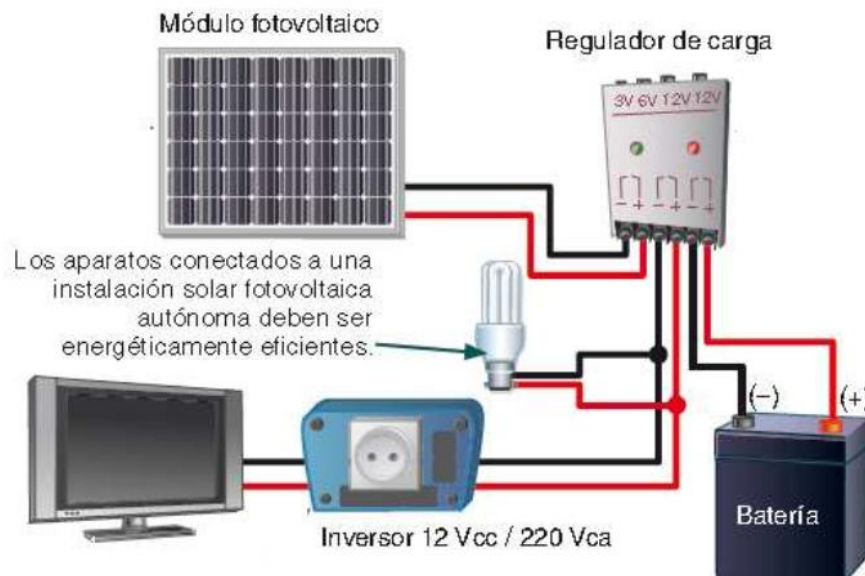 Módulo fotovoltaico
Regulador de carga
3V 6V 12V 12V
- + - + - +
Los aparatos conectados a una
instalación solar fotovoltaica
autónoma deben ser
energéticamente eficientes.
(-) (+)
Batería
Inversor 12 Vcc / 220 Vca